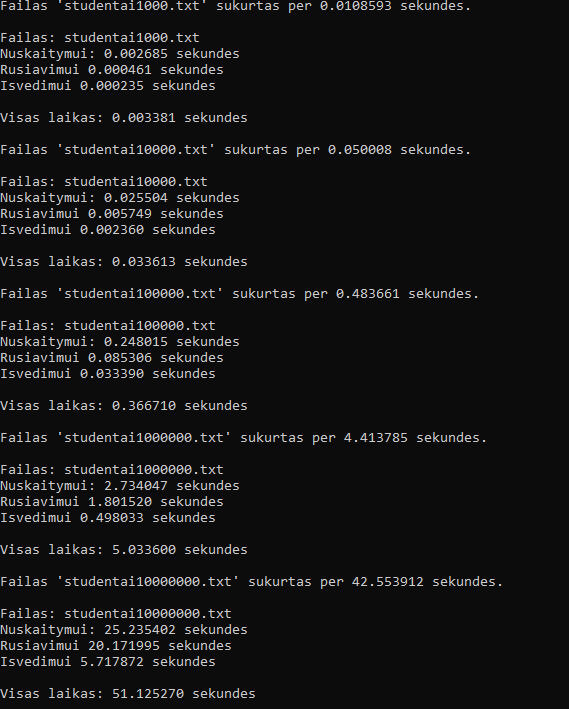 Failas 'studentai1000.txt' sukurtas per 0.0108593 sekundes.
Failas: studentai1000.txt
Nuskaitymui: 0.002685 sekundes
Rusiavimui 0.000461 sekundes
Isvedimui 0.000235 sekundes
Visas laikas: 0.003381 sekundes
Failas 'studentai10000.txt' sukurtas per 0.050008 sekundes.
Failas: studentai10000.txt
Nuskaitymui: 0.025504 sekundes
Rusiavimui 0.005749 sekundes
Isvedimui 0.002360 sekundes
Visas laikas: 0.033613 sekundes
Failas 'studentai100000.txt' sukurtas per 0.483661 sekundes.
Failas: studentai100000.txt
Nuskaitymui: 0.248015 sekundes
Rusiavimui 0.085306 sekundes
Isvedimui 0.033390 sekundes
Visas laikas: 0.366710 sekundes
Failas 'studentai1000000.txt' sukurtas per 4.413785 sekundes.
Failas: studentai1000000.txt
Nuskaitymui: 2.734047 sekundes
Rusiavimui 1.801520 sekundes
Isvedimui 0.498033 sekundes
Visas laikas: 5.033600 sekundes
Failas 'studentai10000000.txt' sukurtas per 42.553912 sekundes.
Failas: studentai10000000.txt
Nuskaitymui: 25.235402 sekundes
Rusiavimui 20.171995 sekundes
Isvedimui 5.717872 sekundes
Visas laikas: 51.125270 sekundes